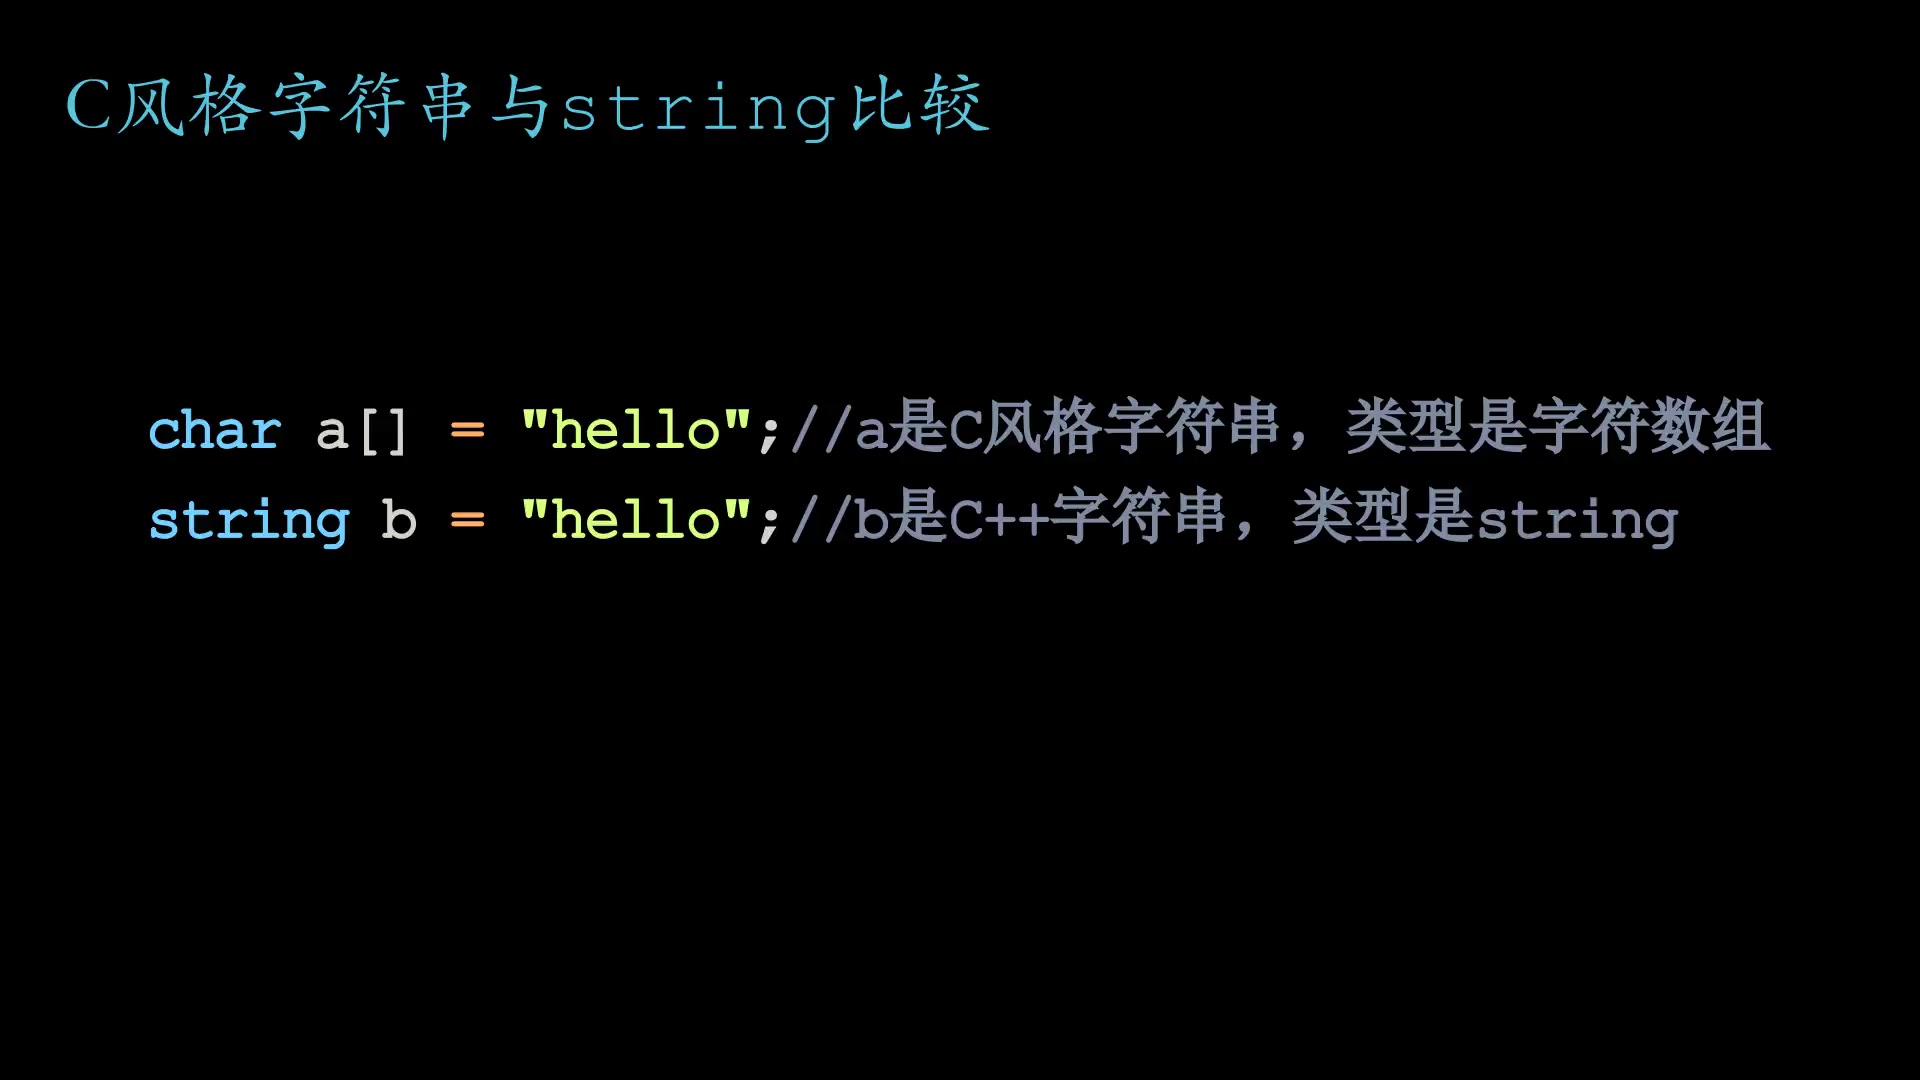 C风格字符串与string比较
char a[] = "hello";//a是C风格字符串，类型是字符数组
string b = "hello";//b是C++字符串，类型是string